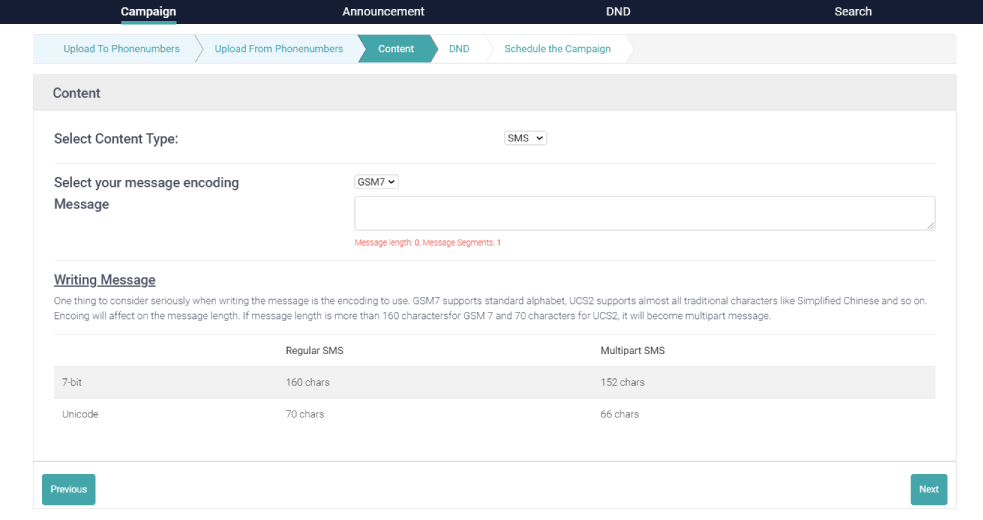 Campaign Announcement DND Search
Upload To Phonenumbers Upload From Phonenumbers Content DND Schedule the Campaign
Content
Select Content Type: SMS
Select your message encoding GSM7
Message
Message length: 0, Message Segments: 1
Writing Message
One thing to consider seriously when writing the message is the encoding to use. GSM7 supports standard alphabet, UCS2 supports almost all traditional characters like Simplified Chinese and so on.
Encoing will affect on the message length. If message length is more than 160 charactersfor GSM 7 and 70 characters for UCS2, it will become multipart message.
Regular SMS Multipart SMS
7-bit 160 chars 152 chars
Unicode 70 chars 66 chars
Previous Next